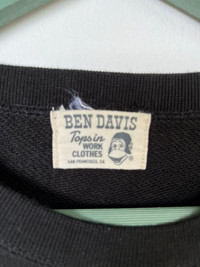 BEN DAVIS
Tops in
WORK
CLOTHES
SAN FRANCISCO, CA.
®